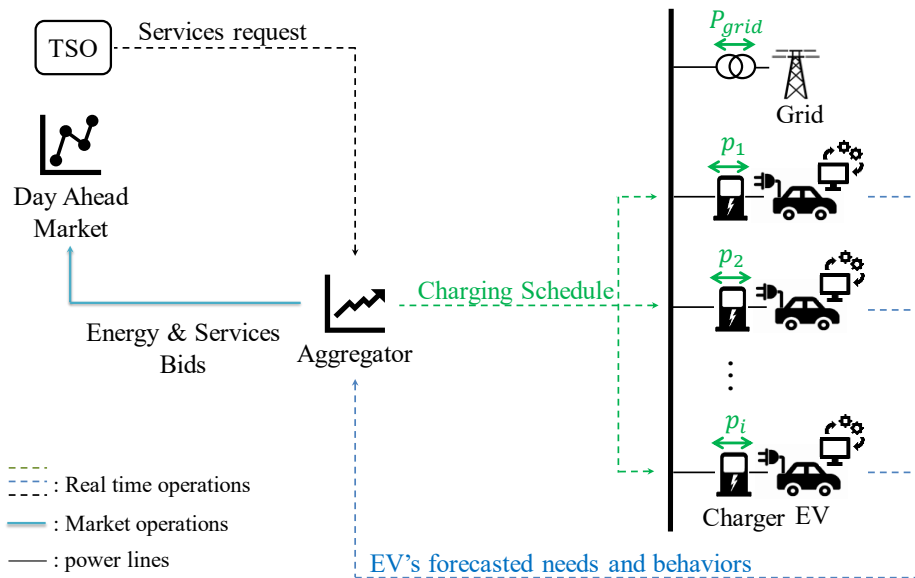 TSO
Services request
P_grid
Grid
Day Ahead
Market
p_1
p_2
Charging Schedule
Energy & Services
Bids
Aggregator
⋮
p_i
Charger
EV
: Real time operations
: Market operations
: power lines
EV's forecasted needs and behaviors